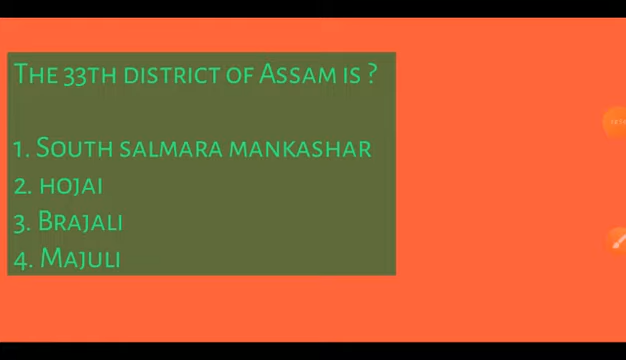 The 33th district of Assam is ?
1. South salmara mankashar
2. hojai
3. Brajali
4. Majuli